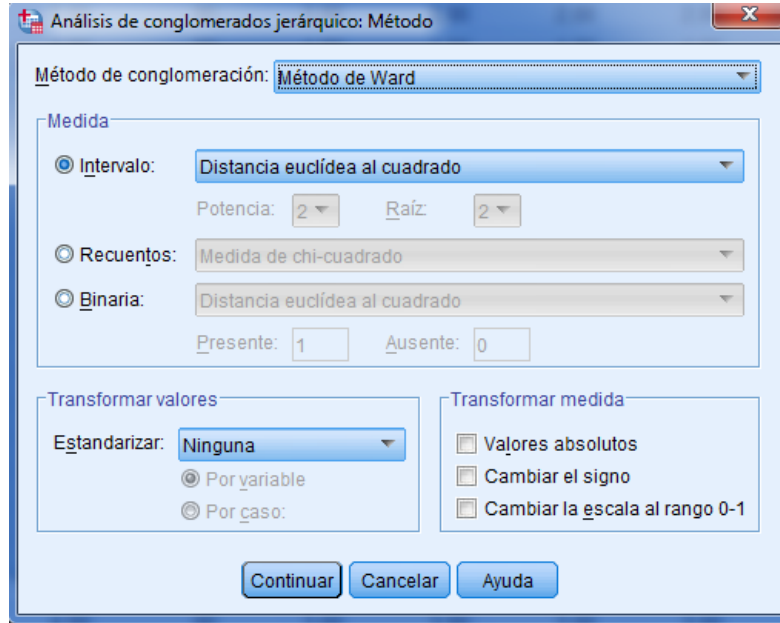 Análisis de conglomerados jerárquico: Método
Método de conglomeración: Método de Ward
Medida
Intervalo: Distancia euclídea al cuadrado
Potencia: 2 Raíz: 2
Recuentos: Medida de chi-cuadrado
Binaria: Distancia euclídea al cuadrado
Presente: 1 Ausente: 0
Transformar valores
Estandarizar: Ninguna
Por variable
Por caso:
Transformar medida
Valores absolutos
Cambiar el signo
Cambiar la escala al rango 0-1
Continuar Cancelar Ayuda